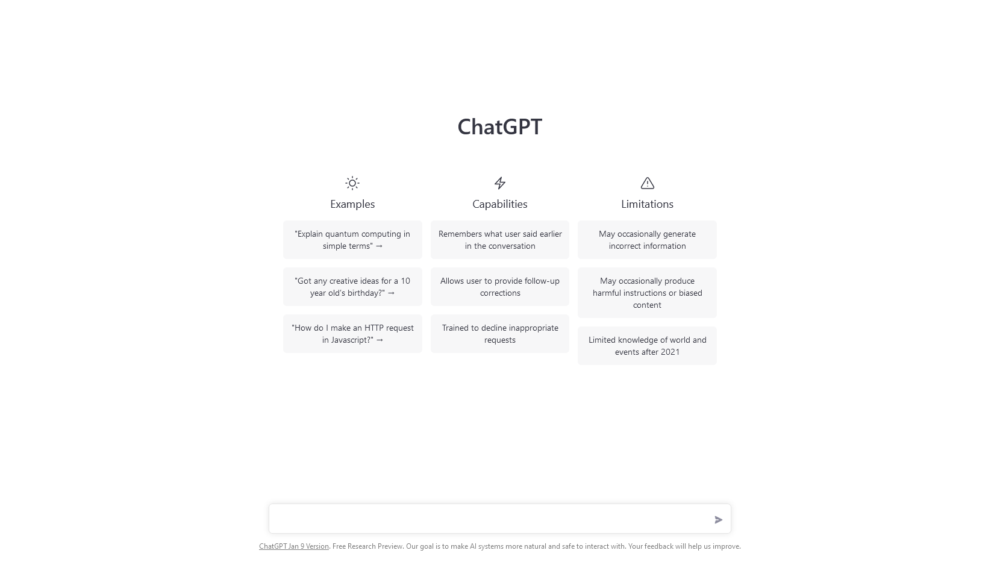 ChatGPT
Examples
"Explain quantum computing in
simple terms" →
"Got any creative ideas for a 10
year old's birthday?" →
"How do I make an HTTP request
in Javascript?" →
Capabilities
Remembers what user said earlier
in the conversation
Allows user to provide follow-up
corrections
Trained to decline inappropriate
requests
Limitations
May occasionally generate
incorrect information
May occasionally produce
harmful instructions or biased
content
Limited knowledge of world and
events after 2021
ChatGPT Jan 9 Version. Free Research Preview. Our goal is to make AI systems more natural and safe to interact with. Your feedback will help us improve.